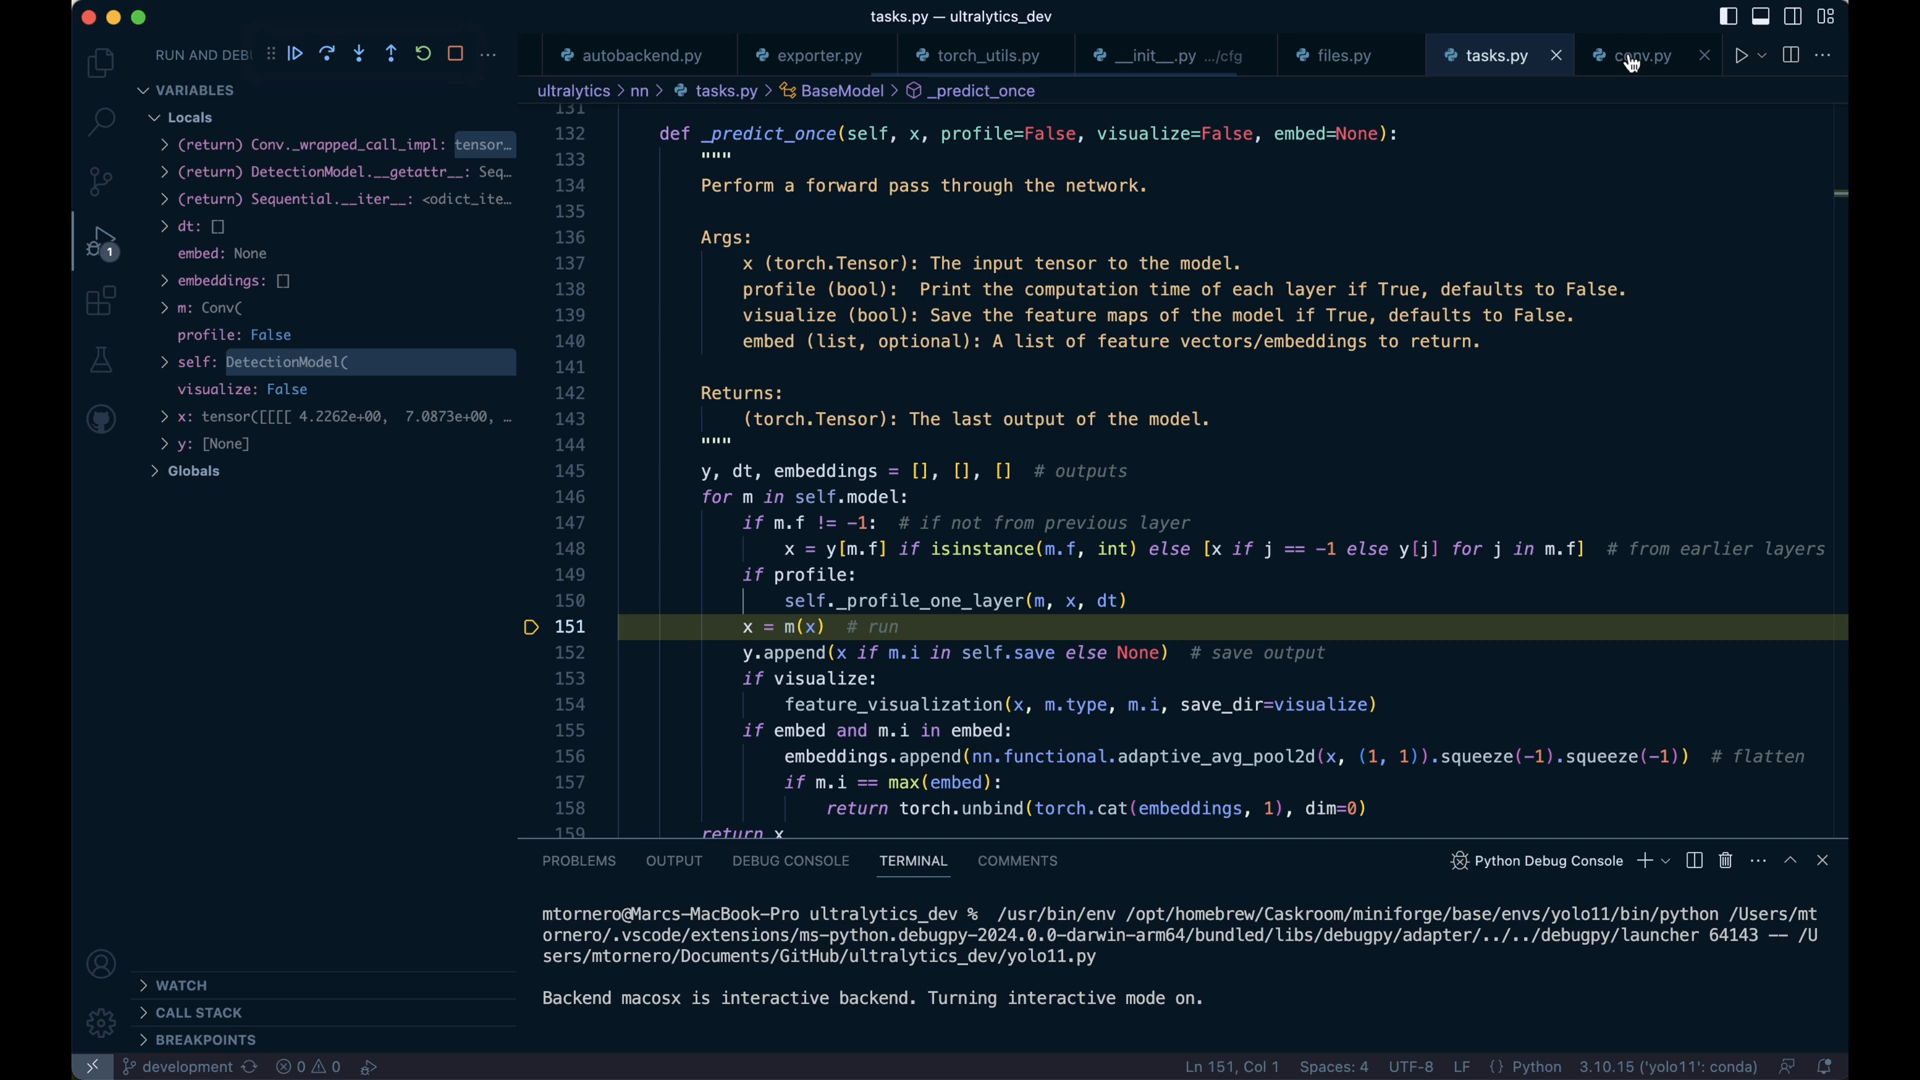 tasks.py — ultralytics_dev
RUN AND DEBU
autobackend.py
exporter.py
torch_utils.py
__init__.py .../cfg
files.py
tasks.py
conv.py
ultralytics > nn > tasks.py > BaseModel > _predict_once
VARIABLES
Locals
(return) Conv._wrapped_call_impl: tensor…
(return) DetectionModel.__getattr__: Seq…
(return) Sequential.__iter__: <odict_ite…
dt: []
embed: None
embeddings: []
m: Conv(
profile: False
self: DetectionModel(
visualize: False
x: tensor([[[[ 4.2262e+00, 7.0873e+00, …
y: [None]
Globals
WATCH
CALL STACK
BREAKPOINTS
1
131
132 def _predict_once(self, x, profile=False, visualize=False, embed=None):
133 """
134 Perform a forward pass through the network.
135
136 Args:
137 x (torch.Tensor): The input tensor to the model.
138 profile (bool):  Print the computation time of each layer if True, defaults to False.
139 visualize (bool): Save the feature maps of the model if True, defaults to False.
140 embed (list, optional): A list of feature vectors/embeddings to return.
141
142 Returns:
143 (torch.Tensor): The last output of the model.
144 """
145 y, dt, embeddings = [], [], []  # outputs
146 for m in self.model:
147 if m.f != -1:  # if not from previous layer
148 x = y[m.f] if isinstance(m.f, int) else [x if j == -1 else y[j] for j in m.f]  # from earlier layers
149 if profile:
150 self._profile_one_layer(m, x, dt)
151 x = m(x)  # run
152 y.append(x if m.i in self.save else None)  # save output
153 if visualize:
154 feature_visualization(x, m.type, m.i, save_dir=visualize)
155 if embed and m.i in embed:
156 embeddings.append(nn.functional.adaptive_avg_pool2d(x, (1, 1)).squeeze(-1).squeeze(-1))  # flatten
157 if m.i == max(embed):
158 return torch.unbind(torch.cat(embeddings, 1), dim=0)
159 return x
PROBLEMS
OUTPUT
DEBUG CONSOLE
TERMINAL
COMMENTS
Python Debug Console
mtornero@Marcs-MacBook-Pro ultralytics_dev %  /usr/bin/env /opt/homebrew/Caskroom/miniforge/base/envs/yolo11/bin/python /Users/mt
ornero/.vscode/extensions/ms-python.debugpy-2024.0.0-darwin-arm64/bundled/libs/debugpy/adapter/../../debugpy/launcher 64143 -- /U
sers/mtornero/Documents/GitHub/ultralytics_dev/yolo11.py
Backend macosx is interactive backend. Turning interactive mode on.
development
0
0
Ln 151, Col 1
Spaces: 4
UTF-8
LF
{} Python
3.10.15 ('yolo11': conda)